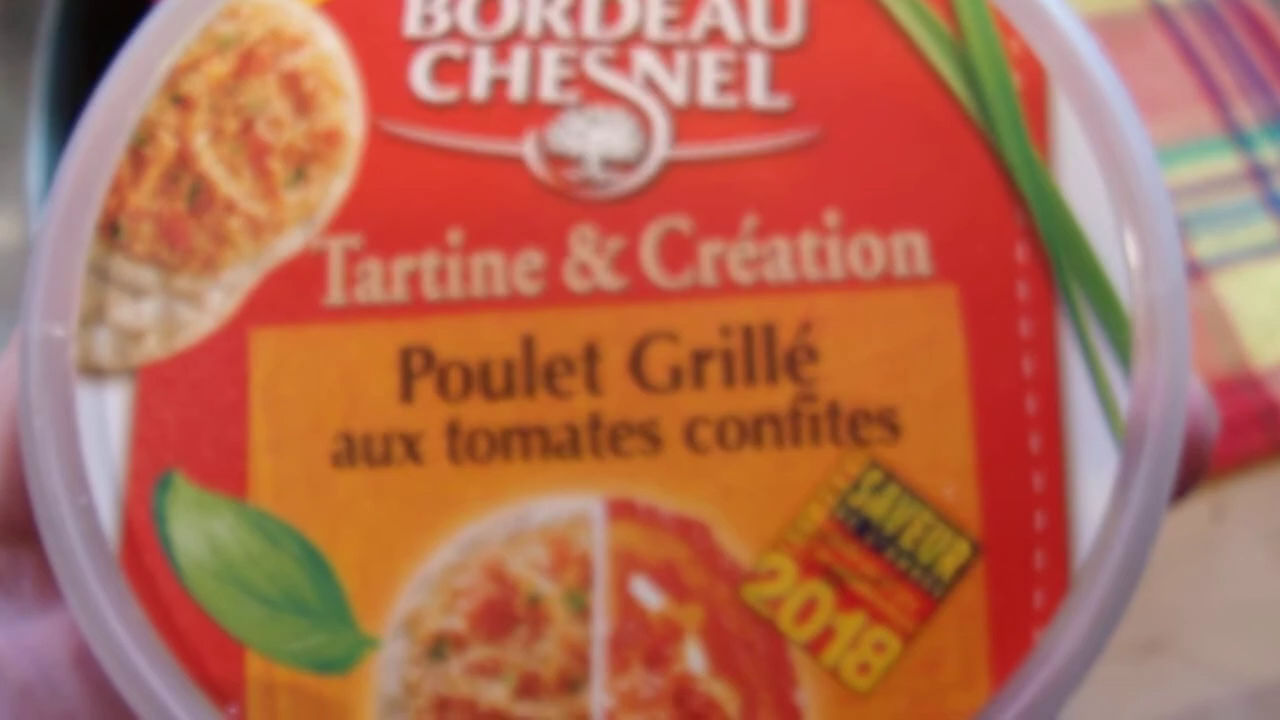 BORDEAU
CHESNEL
Tartine & Création
Poulet Grillé
aux tomates confites
SAVEUR
2018